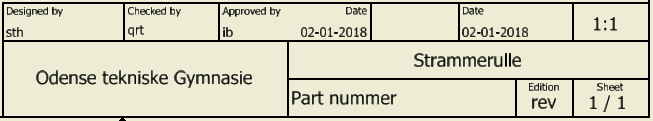 Designed by Checked by Approved by Date Date
sth qrt ib 02-01-2018 02-01-2018 1:1
Odense tekniske Gymnasie
Strammerulle
Part nummer
Edition
rev
Sheet
1 / 1